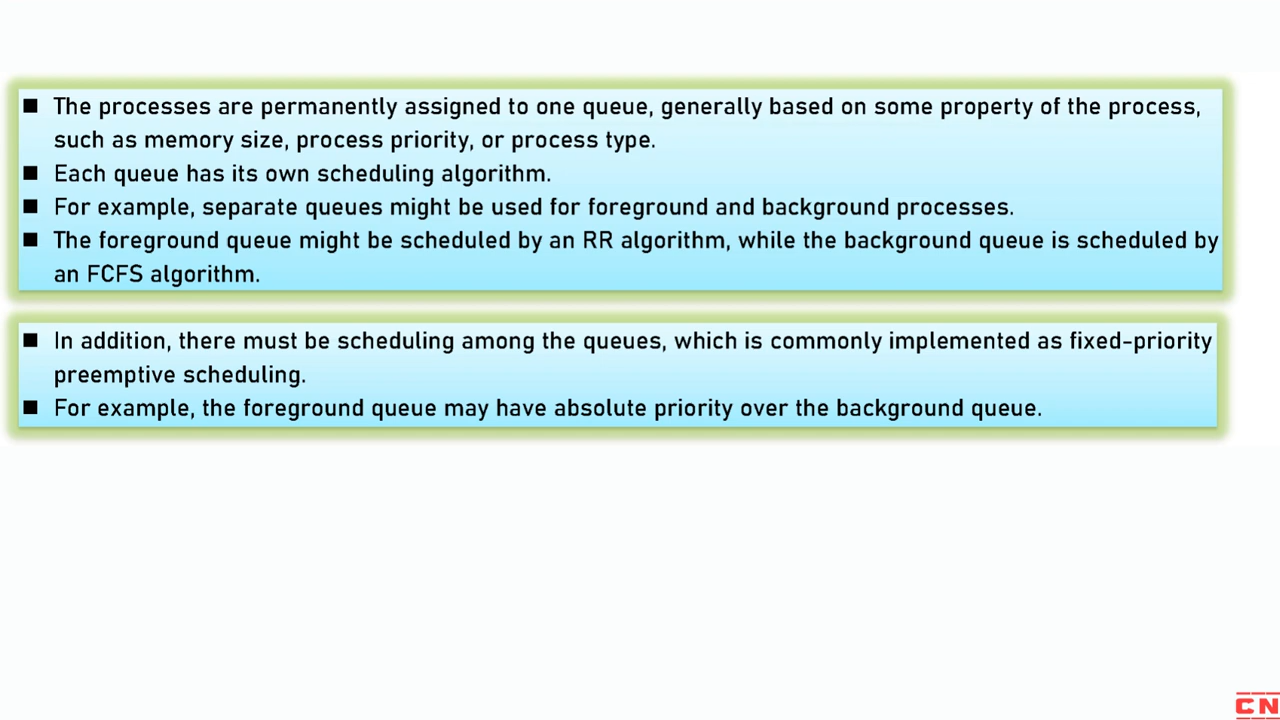 ■ The processes are permanently assigned to one queue, generally based on some property of the process,
such as memory size, process priority, or process type.
■ Each queue has its own scheduling algorithm.
■ For example, separate queues might be used for foreground and background processes.
■ The foreground queue might be scheduled by an RR algorithm, while the background queue is scheduled by
an FCFS algorithm.
■ In addition, there must be scheduling among the queues, which is commonly implemented as fixed-priority
preemptive scheduling.
■ For example, the foreground queue may have absolute priority over the background queue.
CN